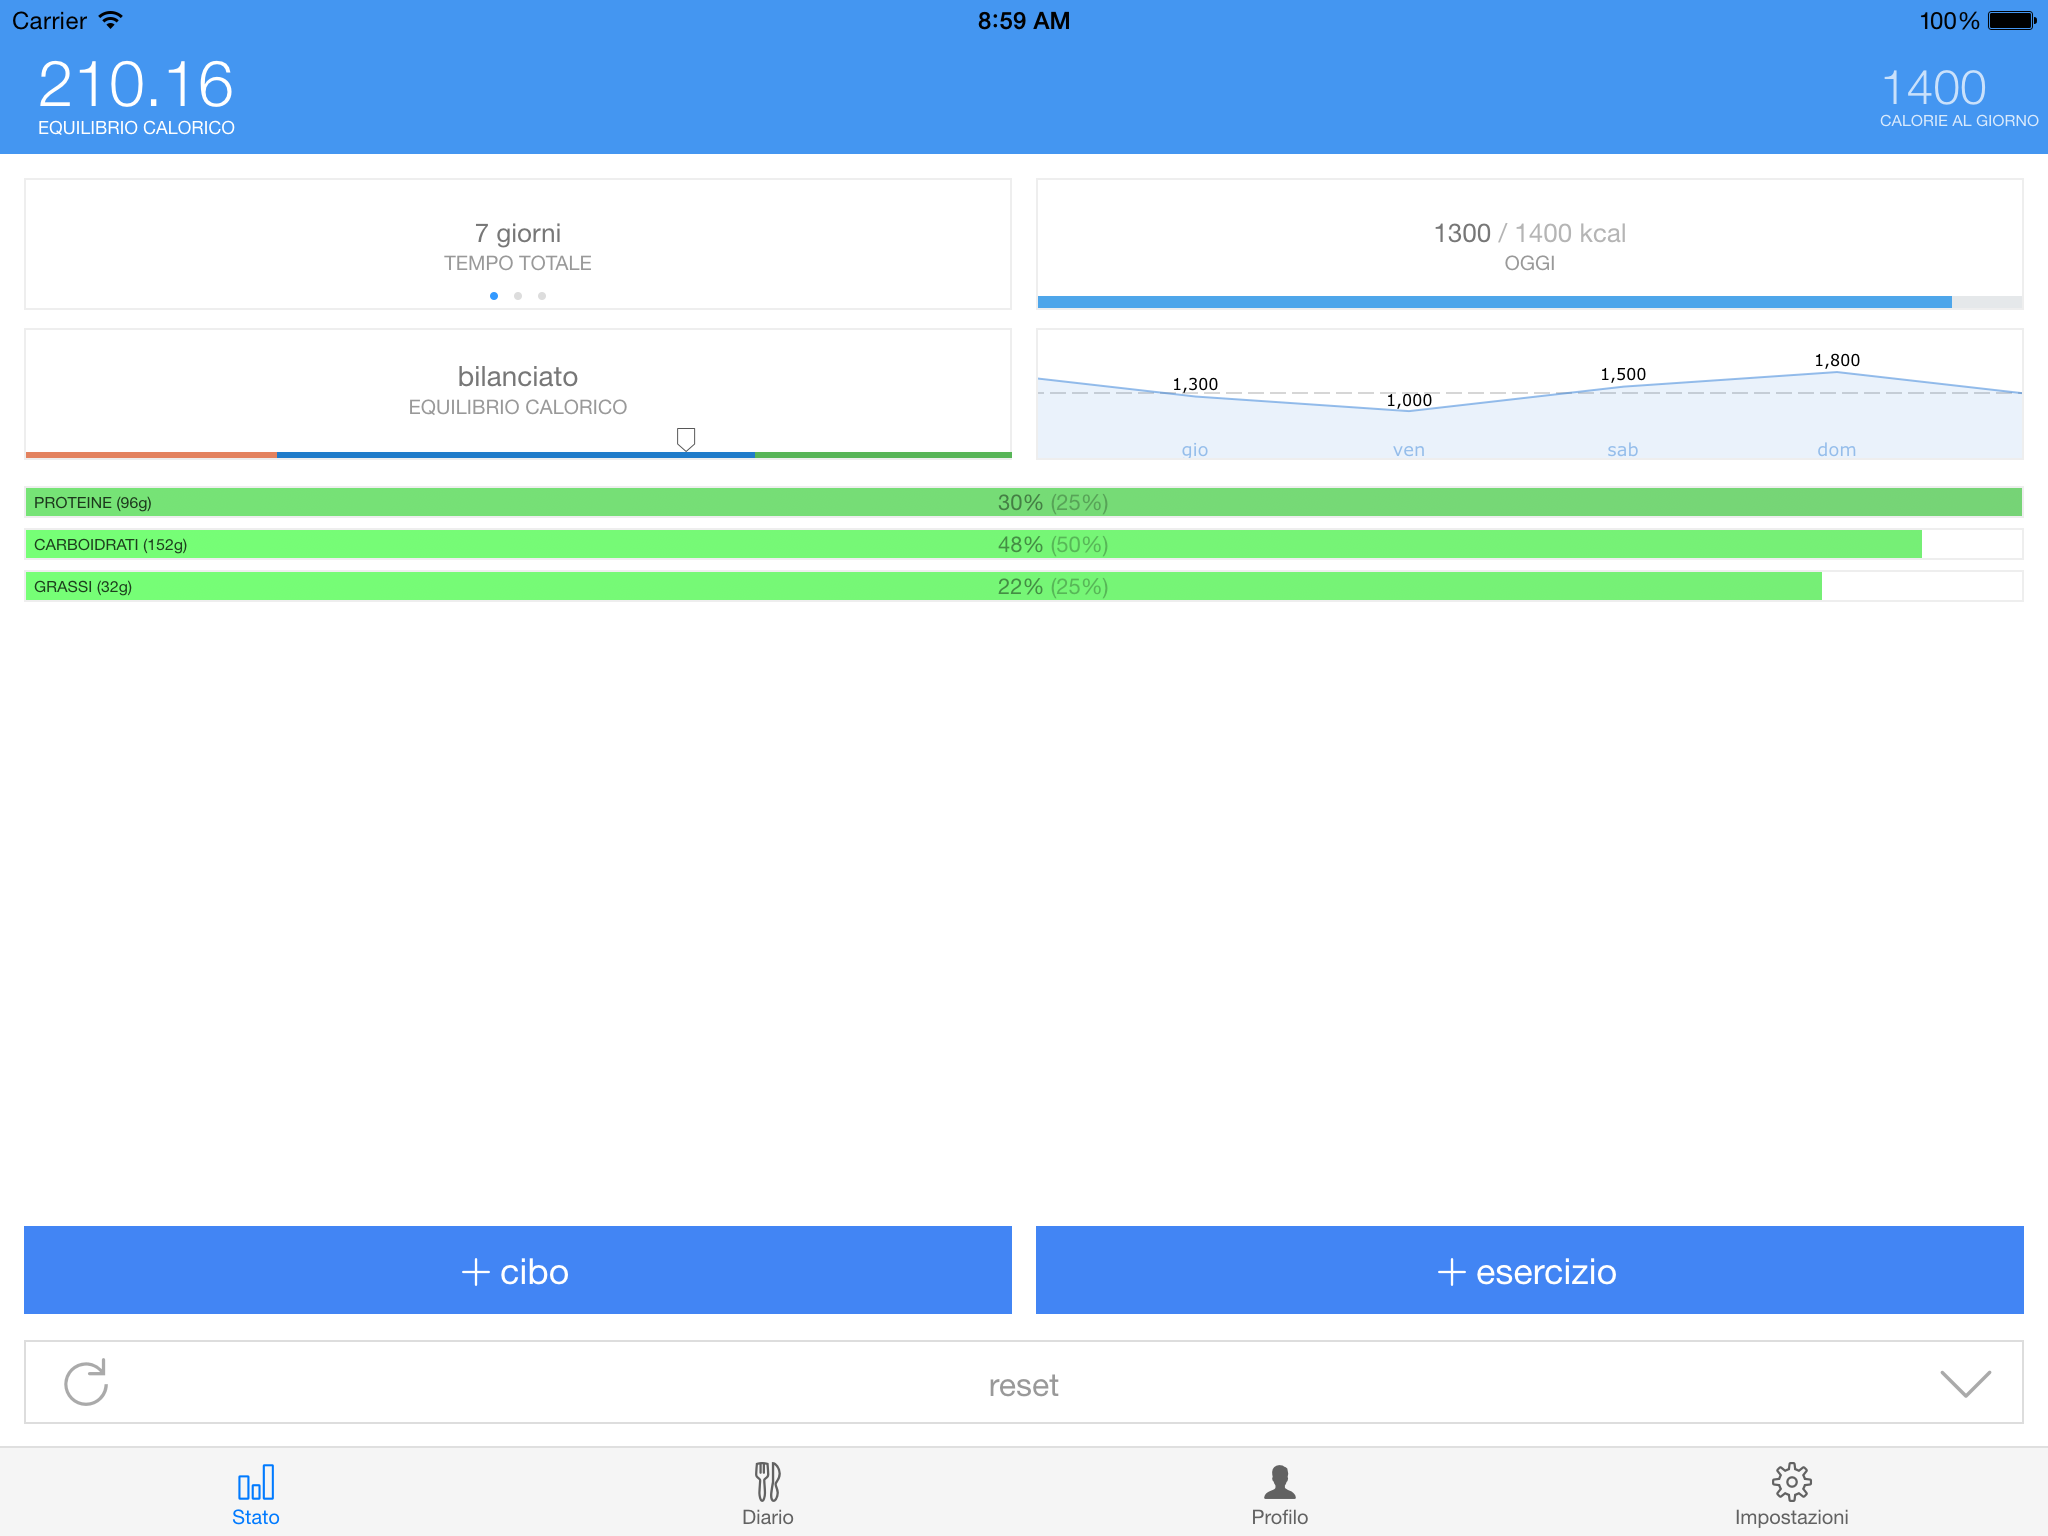 Carrier
8:59 AM
100%
210.16
EQUILIBRIO CALORICO
1400
CALORIE AL GIORNO
7 giorni
TEMPO TOTALE
1300 / 1400 kcal
OGGI
bilanciato
EQUILIBRIO CALORICO
1,300
1,000
1,500
1,800
gio
ven
sab
dom
PROTEINE (96g)
30% (25%)
CARBOIDRATI (152g)
48% (50%)
GRASSI (32g)
22% (25%)
+ cibo
+ esercizio
reset
Stato
Diario
Profilo
Impostazioni